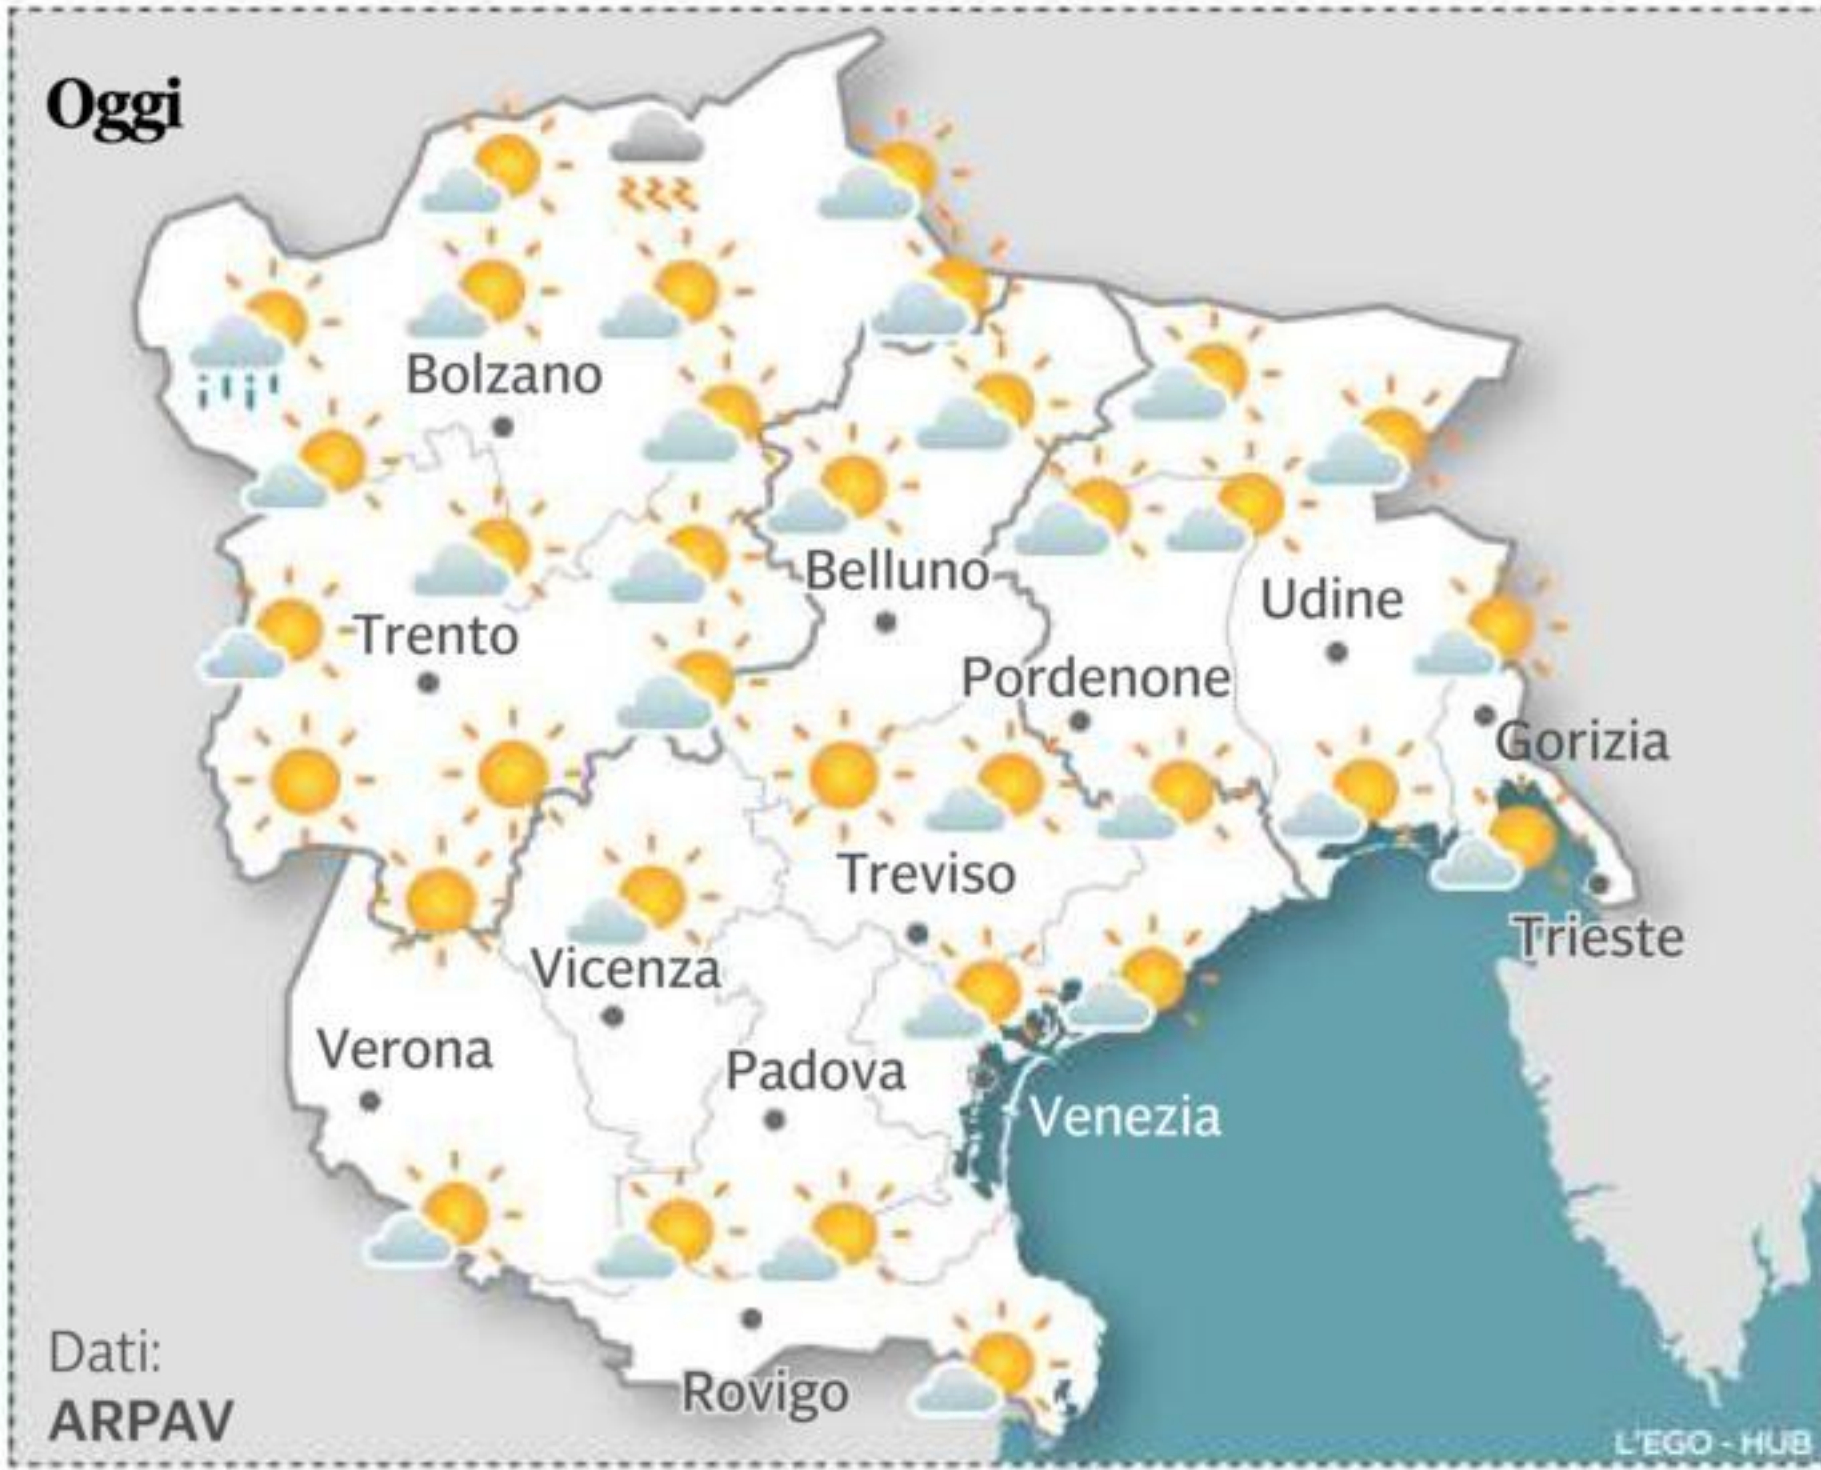 Oggi
Bolzano
Belluno
Udine
Trento
Pordenone
Gorizia
Treviso
Trieste
Vicenza
Verona
Padova
Venezia
Dati:
ARPAV
Rovigo
L'EGO - HUB